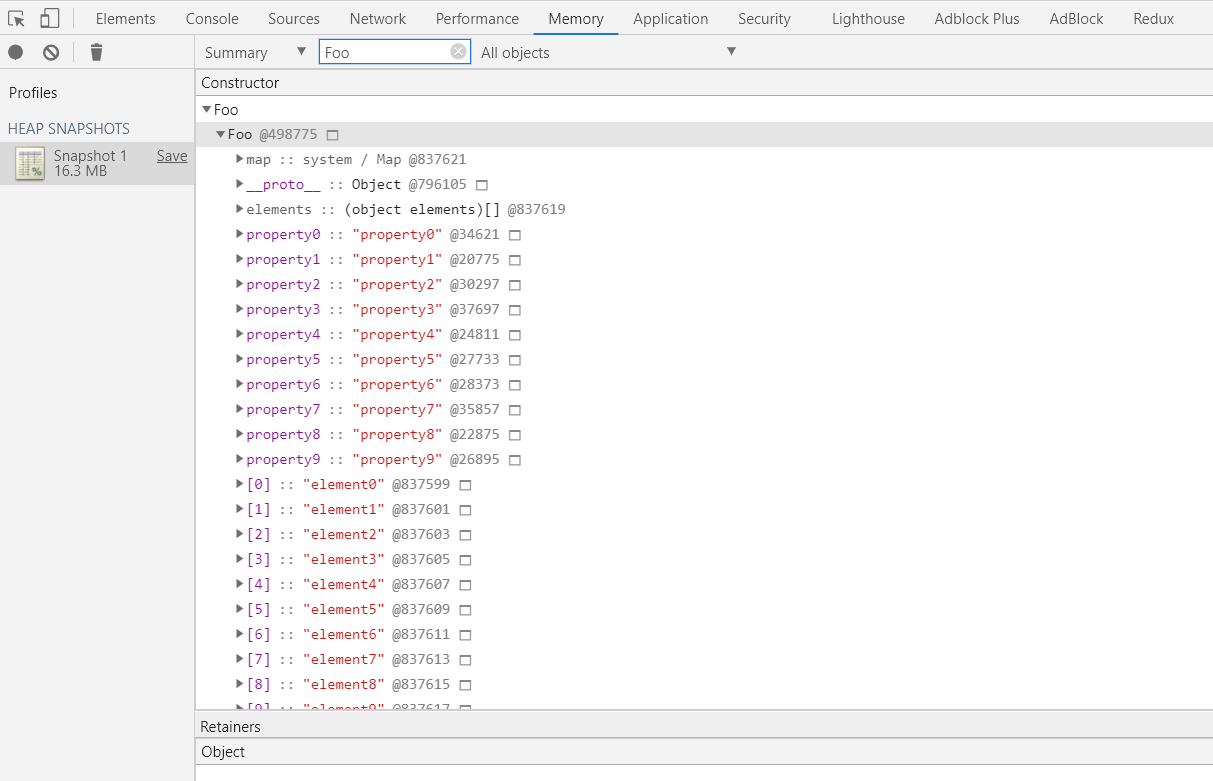 Elements Console Sources Network Performance Memory Application Security Lighthouse Adblock Plus AdBlock Redux
Summary Foo All objects
Profiles
HEAP SNAPSHOTS
Snapshot 1 Save
16.3 MB
Constructor
Foo
Foo @498775
map :: system / Map @837621
__proto__ :: Object @796105
elements :: (object elements)[] @837619
property0 :: "property0" @34621
property1 :: "property1" @20775
property2 :: "property2" @30297
property3 :: "property3" @37697
property4 :: "property4" @24811
property5 :: "property5" @27733
property6 :: "property6" @28373
property7 :: "property7" @35857
property8 :: "property8" @22875
property9 :: "property9" @26895
[0] :: "element0" @837599
[1] :: "element1" @837601
[2] :: "element2" @837603
[3] :: "element3" @837605
[4] :: "element4" @837607
[5] :: "element5" @837609
[6] :: "element6" @837611
[7] :: "element7" @837613
[8] :: "element8" @837615
[9] :: "element9" @837617
Retainers
Object